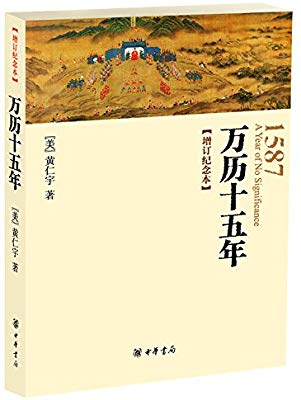 【增订纪念本】
万历十五年
[美] 黄仁宇 著
中华书局
1587
A Year of No Significance
万历十五年
【增订纪念本】
[美] 黄仁宇 著
中華書局